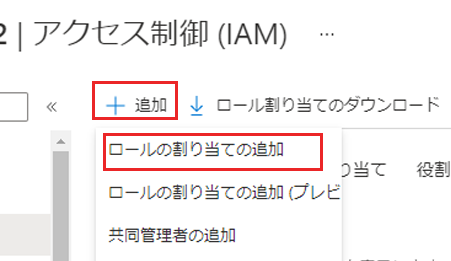 2 | アクセス制御 (IAM) ...
« + 追加 ロール割り当てのダウンロード
ロールの割り当ての追加
り当て 役割
ロールの割り当ての追加 (プレビ
共同管理者の追加